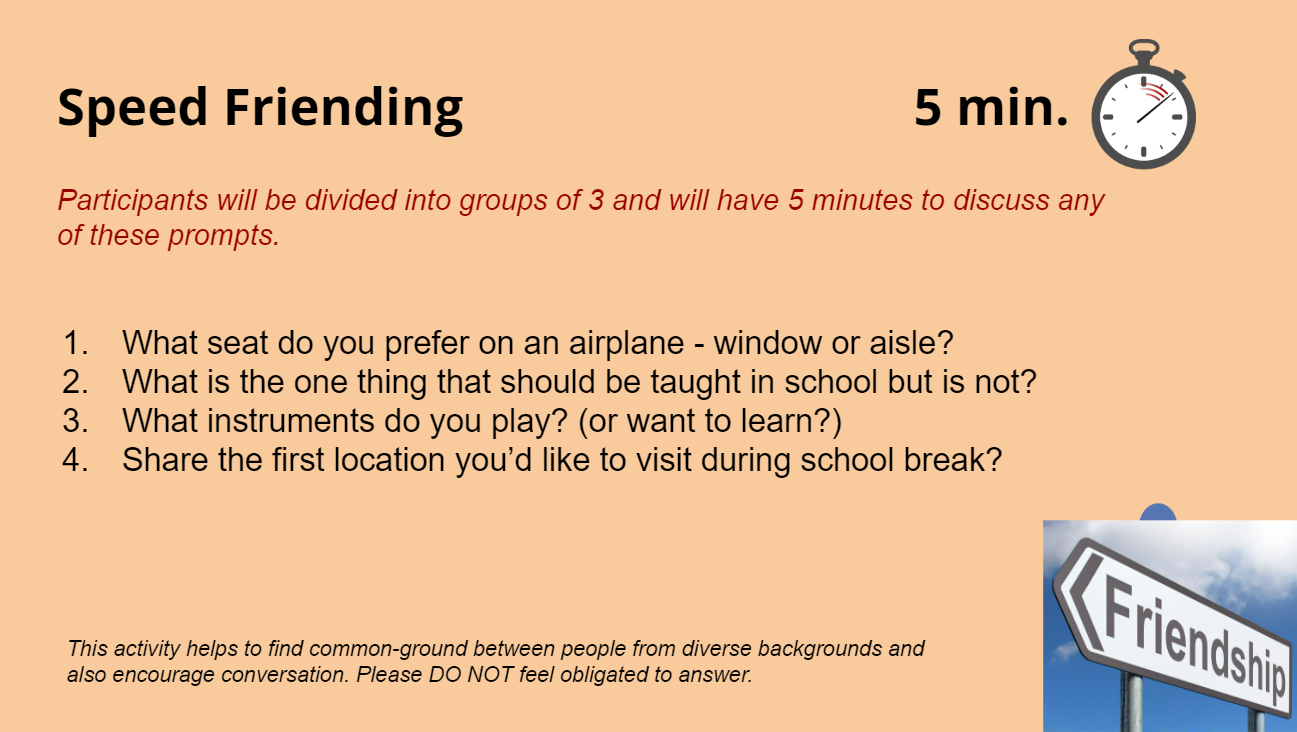 Speed Friending
5 min.
Participants will be divided into groups of 3 and will have 5 minutes to discuss any
of these prompts.
1. What seat do you prefer on an airplane - window or aisle?
2. What is the one thing that should be taught in school but is not?
3. What instruments do you play? (or want to learn?)
4. Share the first location you’d like to visit during school break?
Friendship
This activity helps to find common-ground between people from diverse backgrounds and
also encourage conversation. Please DO NOT feel obligated to answer.